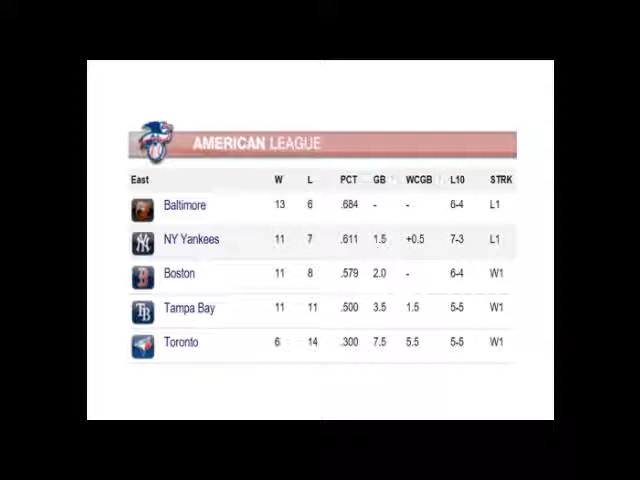 AMERICAN LEAGUE
East W L PCT GB WCGB L10 STRK
Baltimore 13 6 .684 - - 6-4 L1
NY Yankees 11 7 .611 1.5 +0.5 7-3 L1
Boston 11 8 .579 2.0 - 6-4 W1
Tampa Bay 11 11 .500 3.5 1.5 5-5 W1
Toronto 6 14 .300 7.5 5.5 5-5 W1